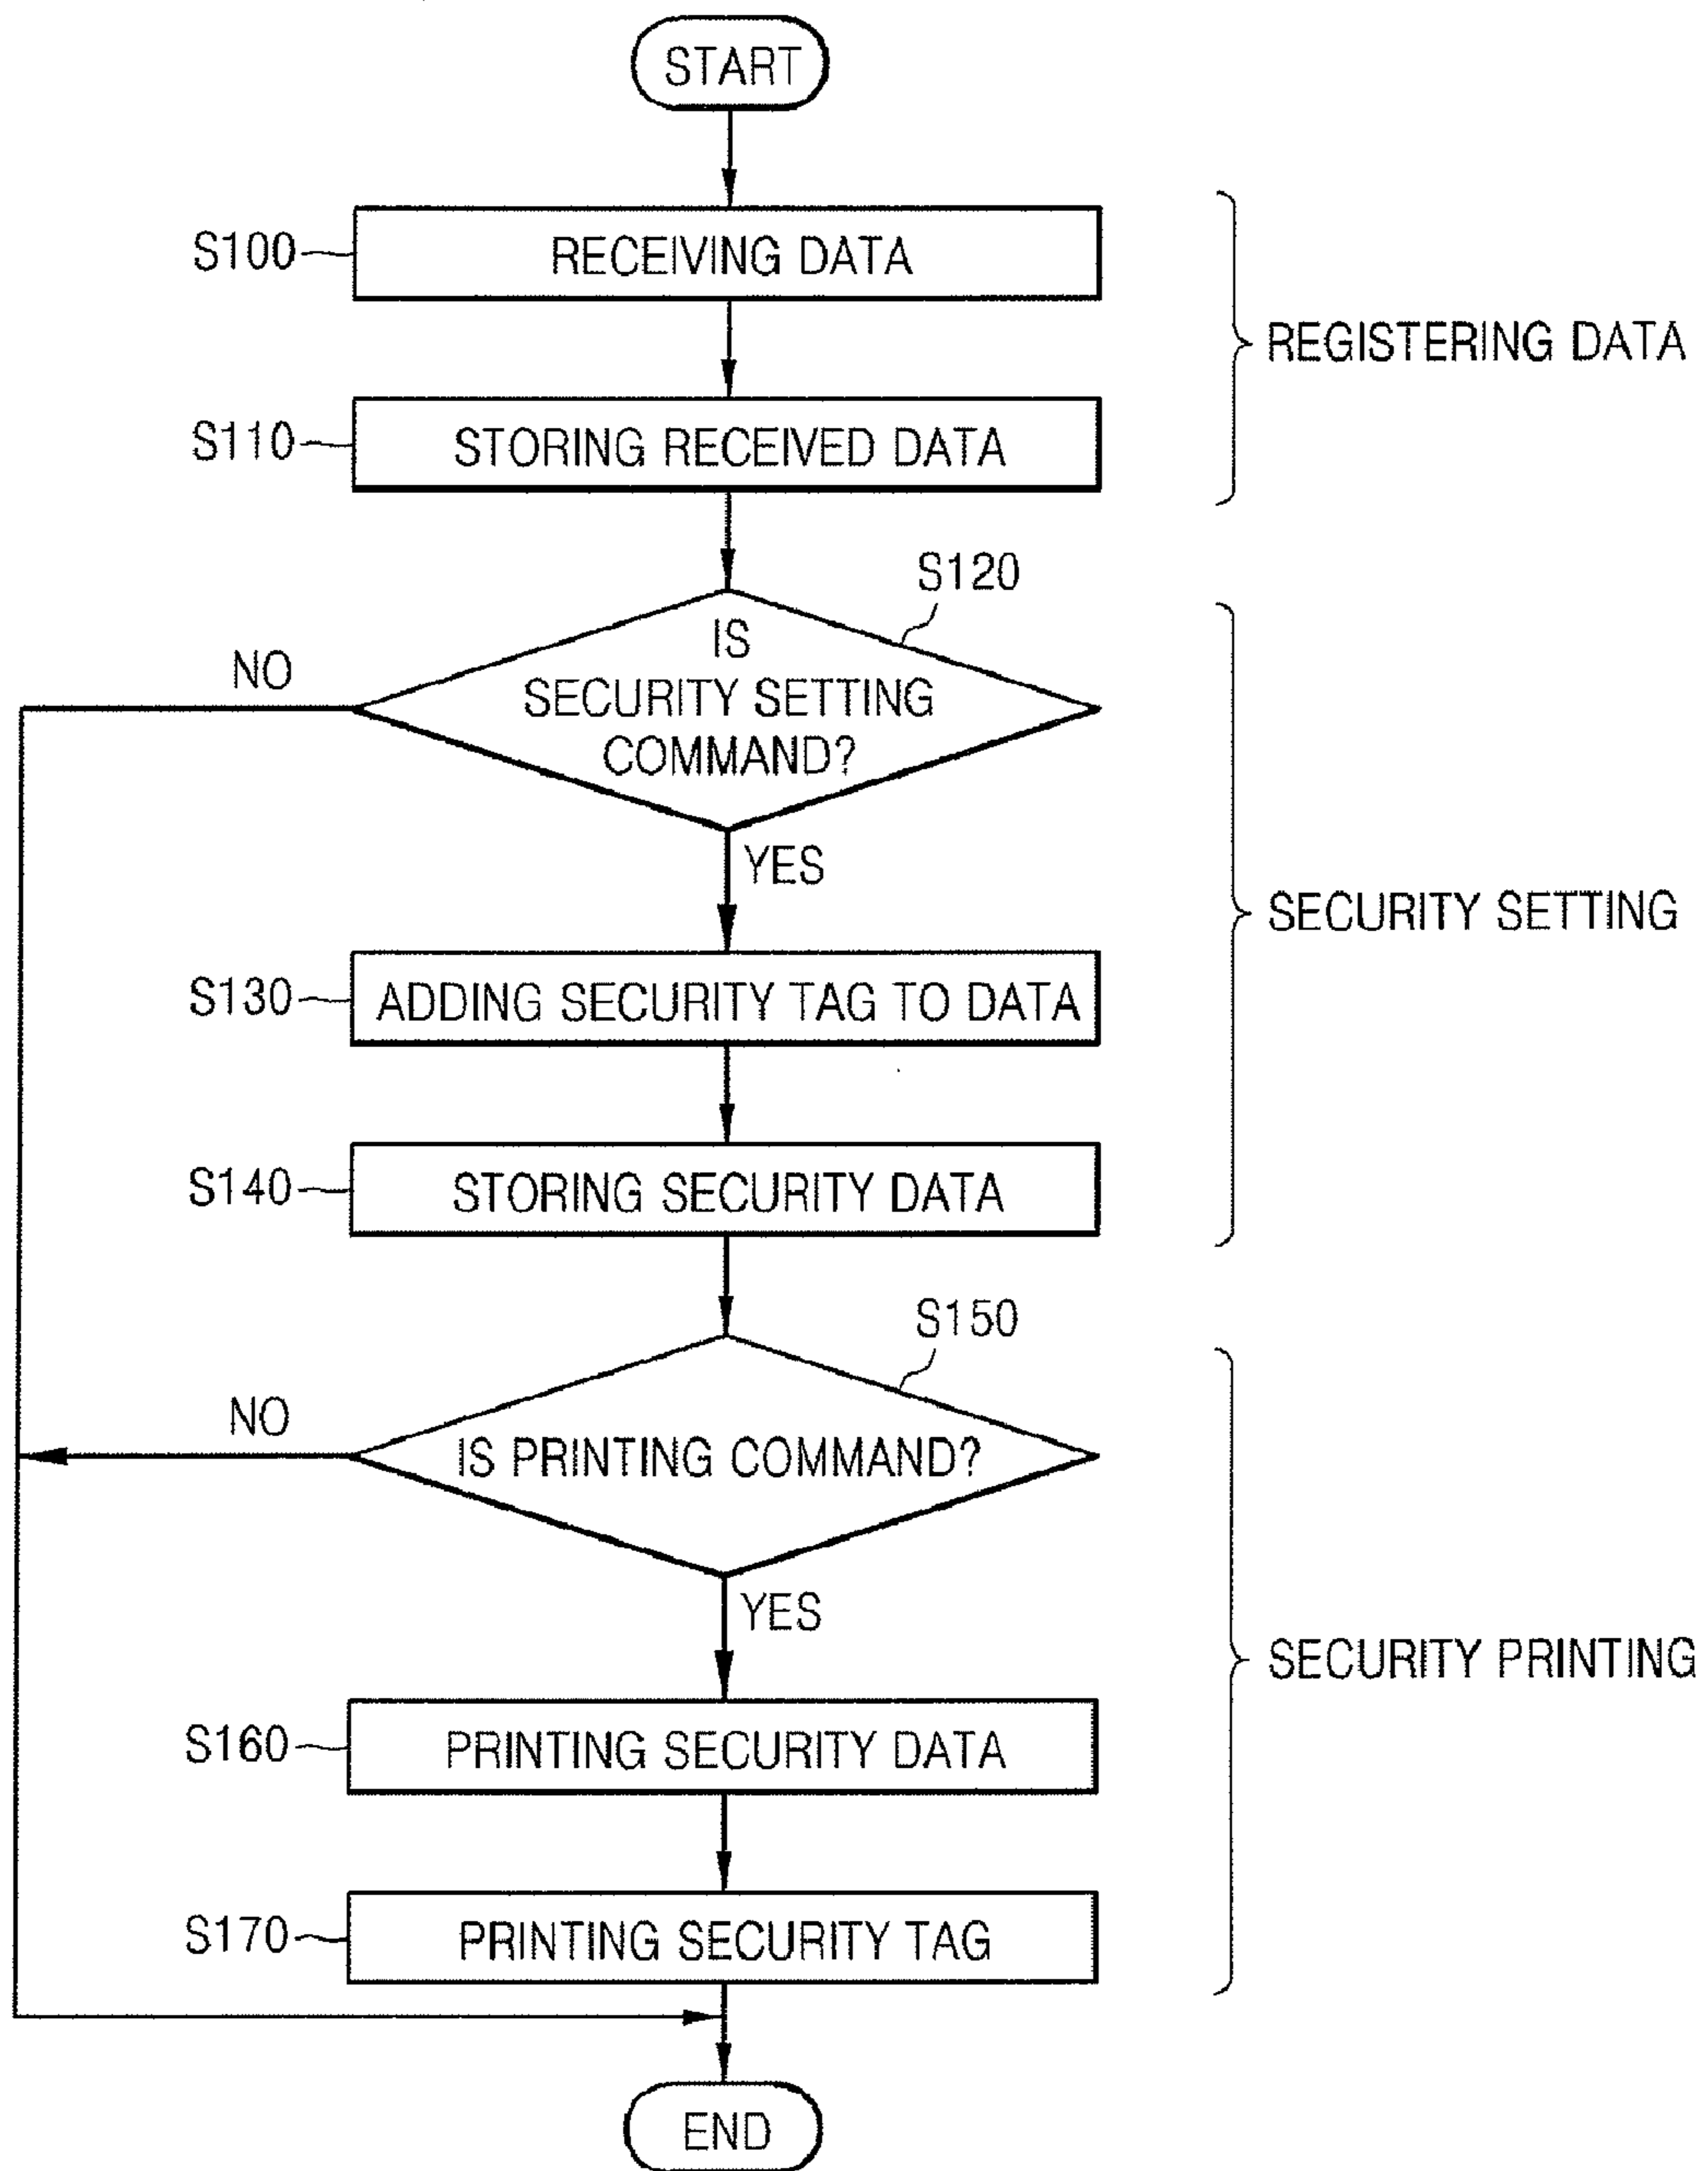 START
S100
RECEIVING DATA
REGISTERING DATA
S110
STORING RECEIVED DATA
S120
IS
SECURITY SETTING
COMMAND?
NO
YES
SECURITY SETTING
S130
ADDING SECURITY TAG TO DATA
S140
STORING SECURITY DATA
S150
IS PRINTING COMMAND?
NO
YES
SECURITY PRINTING
S160
PRINTING SECURITY DATA
S170
PRINTING SECURITY TAG
END